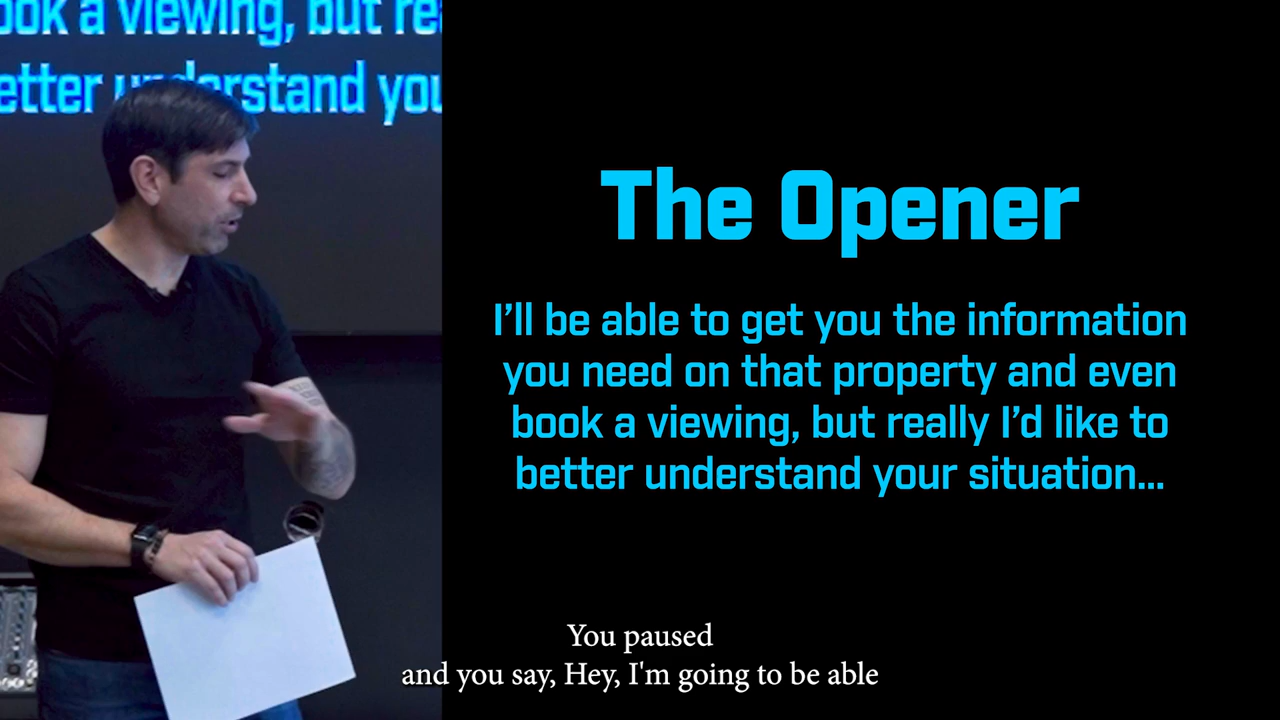 ook a viewing, but rea
etter understand you
The Opener
I'll be able to get you the information
you need on that property and even
book a viewing, but really I'd like to
better understand your situation...
You paused
and you say, Hey, I'm going to be able